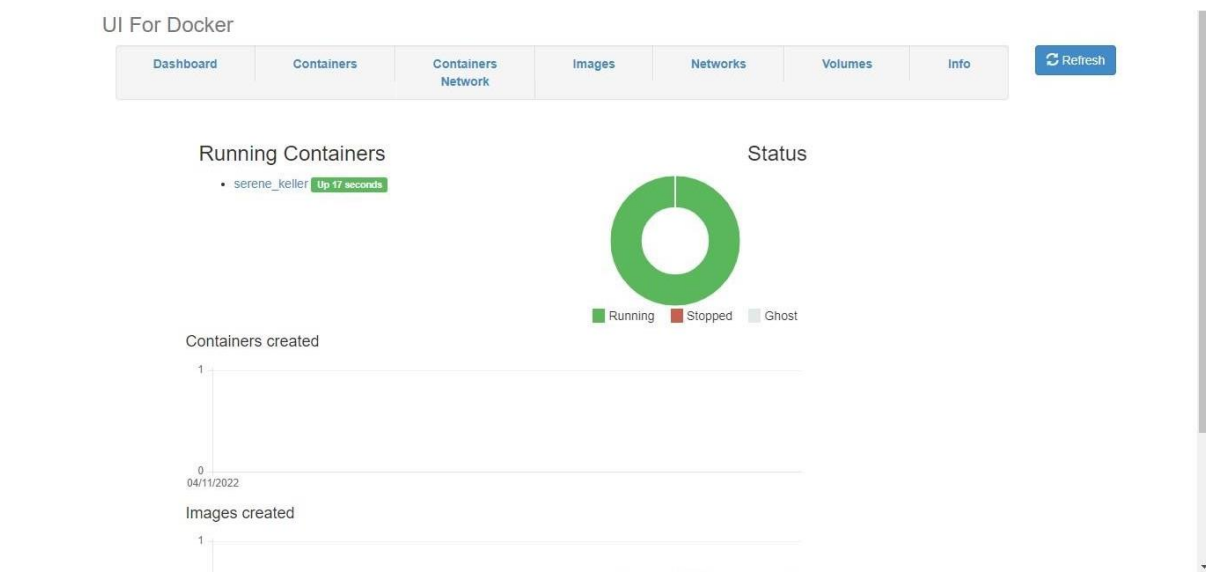 UI For Docker
Dashboard
Containers
Containers
Network
Images
Networks
Volumes
Info
Refresh
Running Containers
serene_keller Up 17 seconds
Status
Running
Stopped
Ghost
Containers created
1
0
04/11/2022
Images created
1